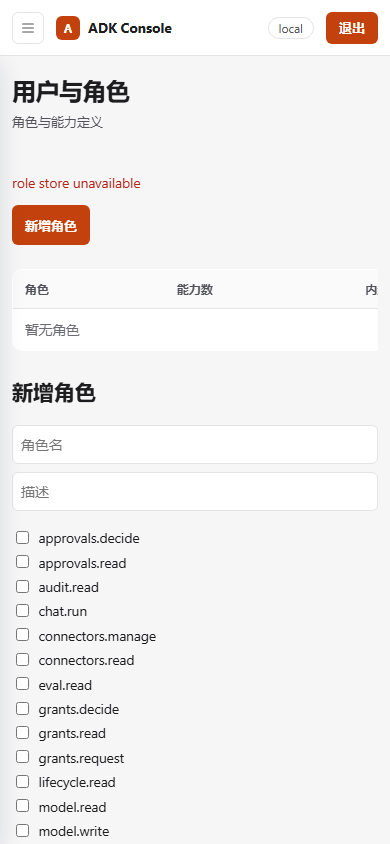 A ADK Console local 退出
用户与角色
角色与能力定义
role store unavailable
新增角色
角色 能力数 内
暂无角色
新增角色
角色名
描述
approvals.decide
approvals.read
audit.read
chat.run
connectors.manage
connectors.read
eval.read
grants.decide
grants.read
grants.request
lifecycle.read
model.read
model.write